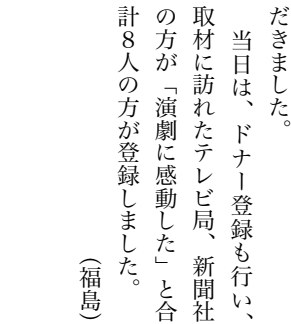 だきました。
当日は、ドナー登録も行い、
取材に訪れたテレビ局、新聞社
の方が「演劇に感動した」と合
計８人の方が登録しました。
（福島）